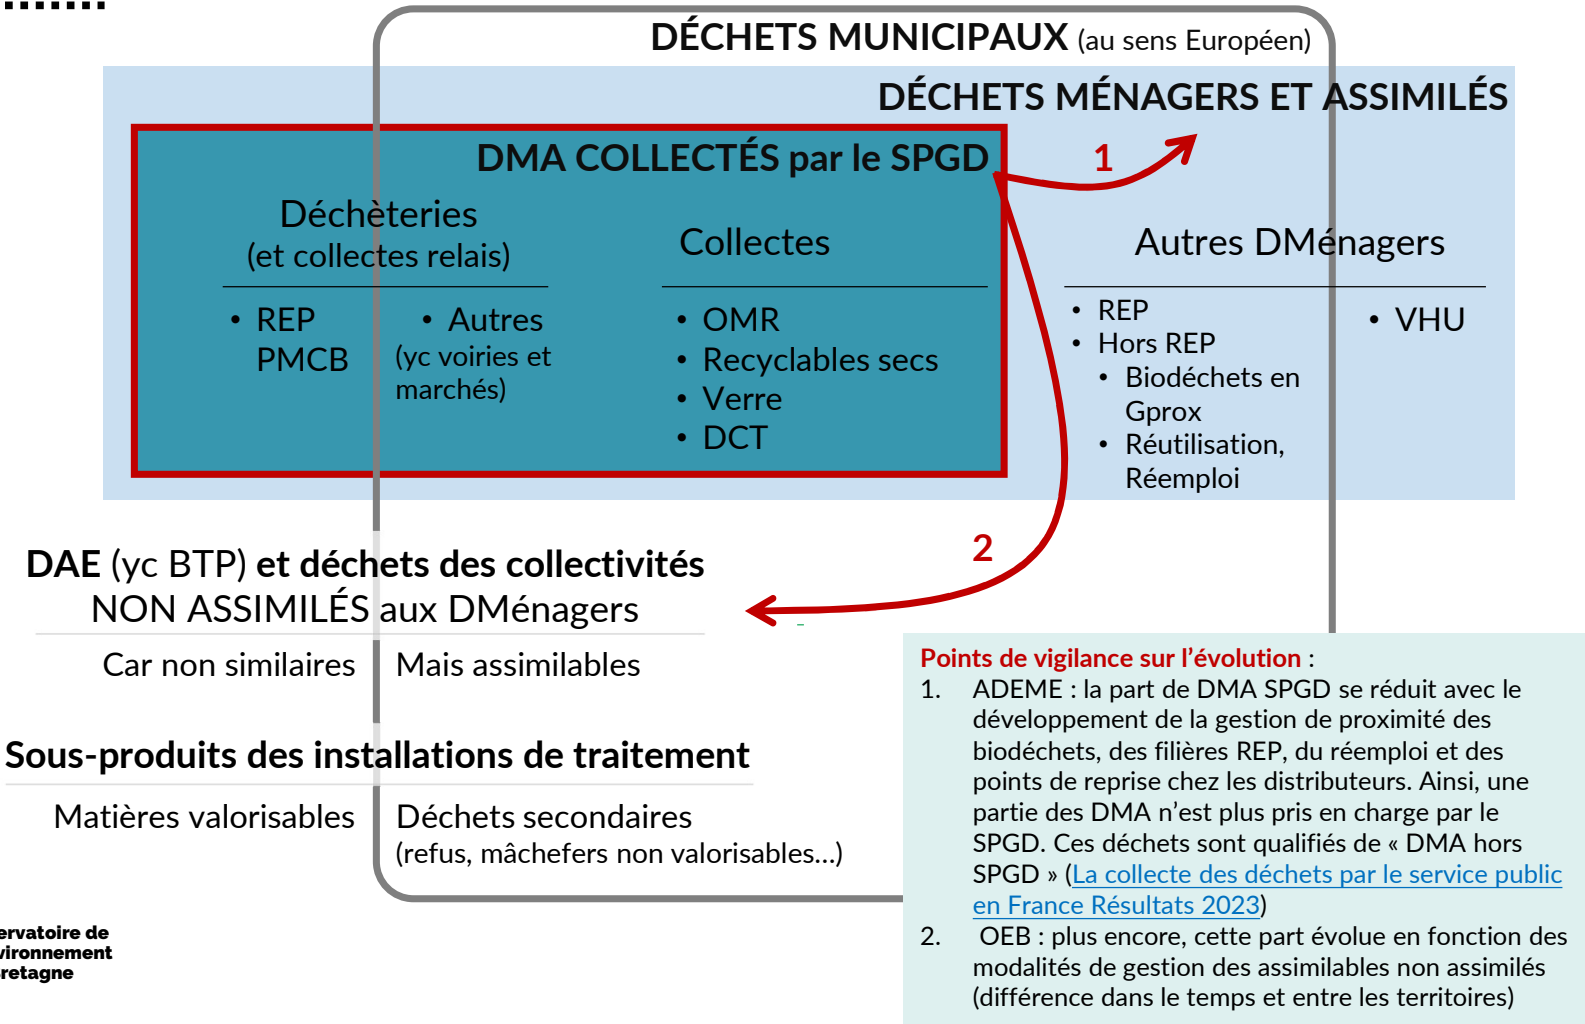 DÉCHETS MUNICIPAUX (au sens Européen)
DÉCHETS MÉNAGERS ET ASSIMILÉS
DMA COLLECTÉS par le SPGD
1
Déchèteries
(et collectes relais)
• REP
PMCB
• Autres
(yc voiries et
marchés)
Collectes
• OMR
• Recyclables secs
• Verre
• DCT
Autres DMénagers
• REP
• Hors REP
• Biodéchets en
Gprox
• Réutilisation,
Réemploi
• VHU
2
DAE (yc BTP) et déchets des collectivités
NON ASSIMILÉS aux DMénagers
Car non similaires
Mais assimilables
Sous-produits des installations de traitement
Matières valorisables
Déchets secondaires
(refus, mâchefers non valorisables...)
Points de vigilance sur l’évolution :
1. ADEME : la part de DMA SPGD se réduit avec le
développement de la gestion de proximité des
biodéchets, des filières REP, du réemploi et des
points de reprise chez les distributeurs. Ainsi, une
partie des DMA n’est plus pris en charge par le
SPGD. Ces déchets sont qualifiés de « DMA hors
SPGD » (La collecte des déchets par le service public
en France Résultats 2023)
2. OEB : plus encore, cette part évolue en fonction des
modalités de gestion des assimilables non assimilés
(différence dans le temps et entre les territoires)
ervatoire de
vironnement
retagne